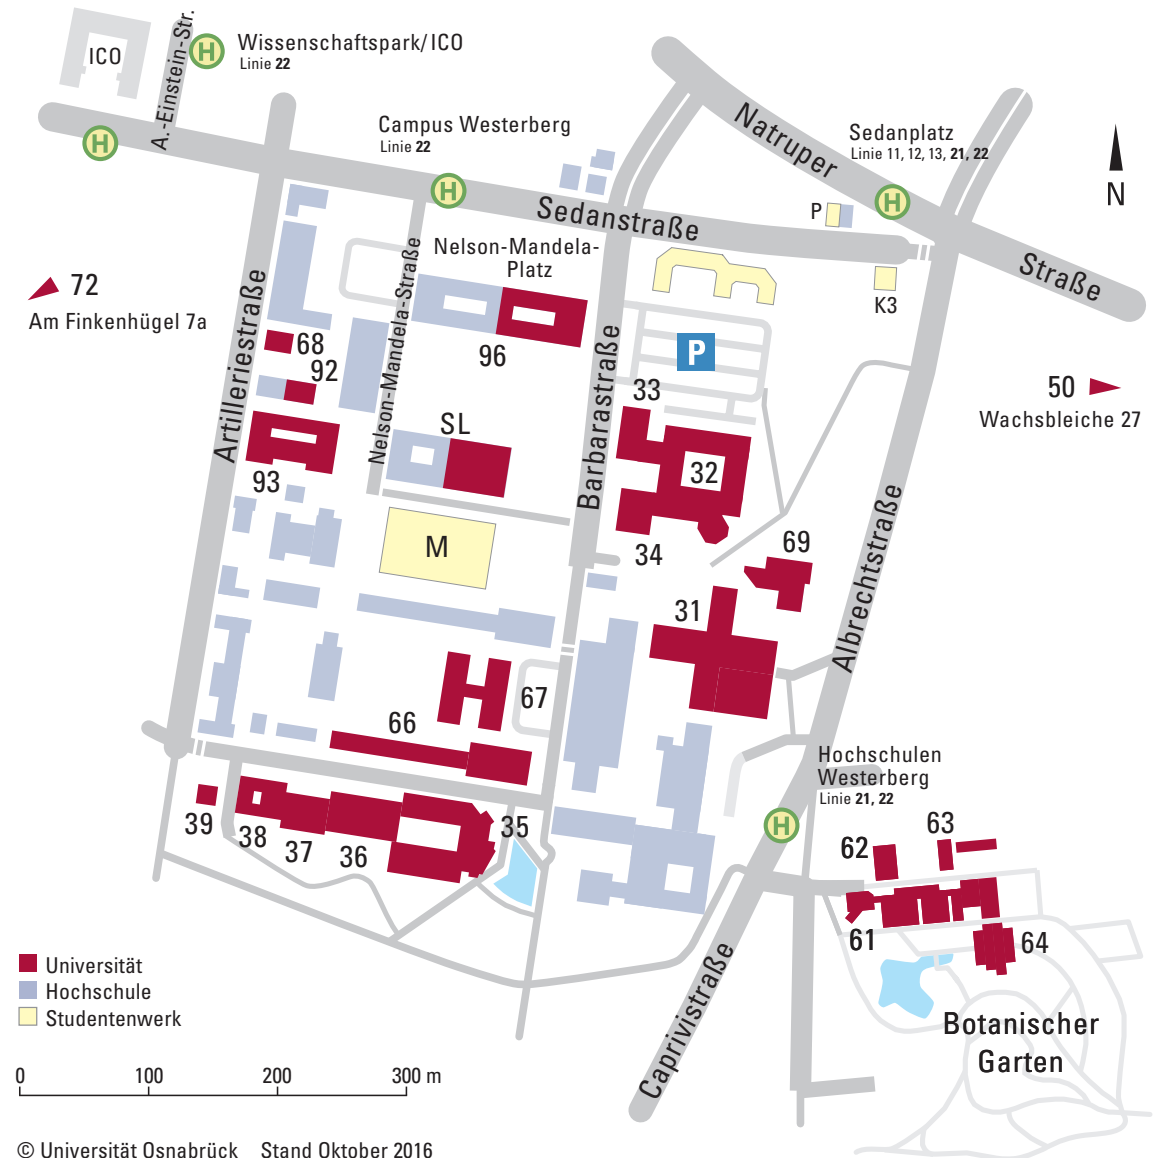 ICO
A.-Einstein-Str.
H
Wissenschaftspark/ICO
Linie 22
H
Campus Westerberg
Linie 22
H
Natruper
Straße
Sedanplatz
Linie 11, 12, 13, 21, 22
H
N
P
K3
Sedanstraße
Nelson-Mandela-
Platz
72
Am Finkenhügel 7a
Artilleriestraße
Nelson-Mandela-Straße
Barbarastraße
Albrechtstraße
68
92
96
P
33
50
Wachsbleiche 27
SL
93
32
M
34
69
31
67
66
Hochschulen
Westerberg
Linie 21, 22
H
39
38
37
36
35
62
63
61
64
Caprivistraße
Botanischer
Garten
Universität
Hochschule
Studentenwerk
0 100 200 300 m
© Universität Osnabrück Stand Oktober 2016